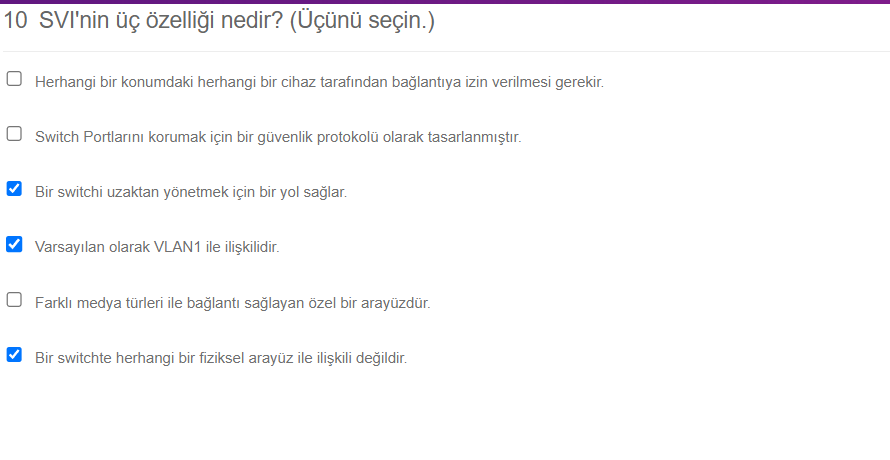 10 SVI'nin üç özelliği nedir? (Üçünü seçin.)
Herhangi bir konumdaki herhangi bir cihaz tarafından bağlantıya izin verilmesi gerekir.
Switch Portlarını korumak için bir güvenlik protokolü olarak tasarlanmıştır.
Bir switchi uzaktan yönetmek için bir yol sağlar.
Varsayılan olarak VLAN1 ile ilişkilidir.
Farklı medya türleri ile bağlantı sağlayan özel bir arayüzdür.
Bir switchte herhangi bir fiziksel arayüz ile ilişkili değildir.